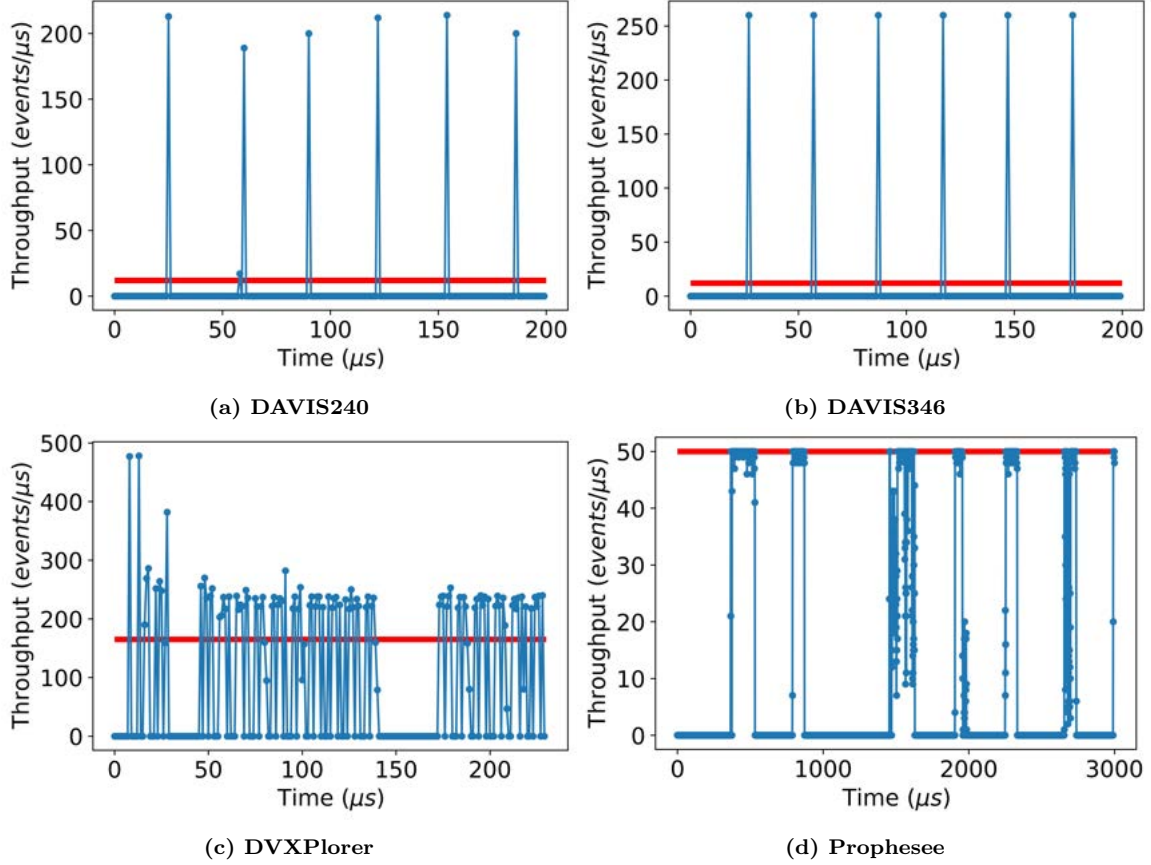 200
150
100
50
0
Throughput (events/μs)
0 50 100 150 200
Time (μs)
(a) DAVIS240
250
200
150
100
50
0
Throughput (events/μs)
0 50 100 150 200
Time (μs)
(b) DAVIS346
500
400
300
200
100
0
Throughput (events/μs)
0 50 100 150 200
Time (μs)
(c) DVXPlorer
50
40
30
20
10
0
Throughput (events/μs)
0 1000 2000 3000
Time (μs)
(d) Prophesee